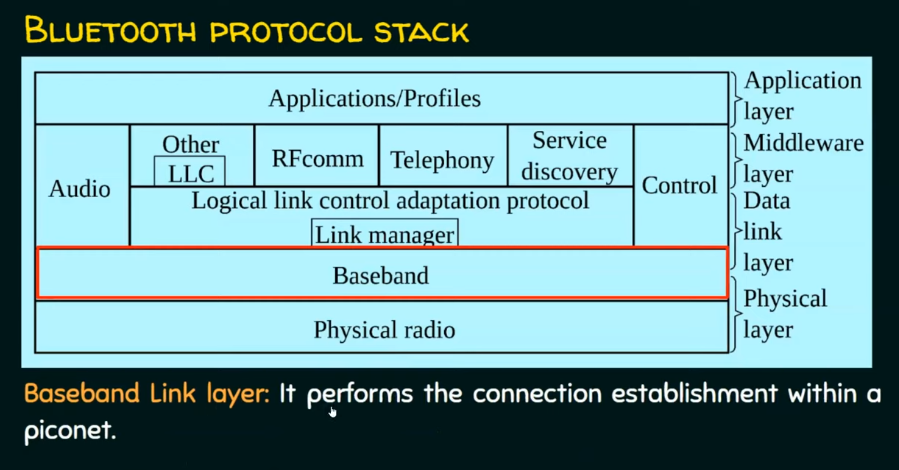 BLUETOOTH PROTOCOL STACK
Applications/Profiles
Application
layer
Audio
Other
LLC
RFcomm
Telephony
Service
discovery
Control
Middleware
layer
Logical link control adaptation protocol
Link manager
Data
link
layer
Baseband
Physical radio
Physical
layer
Baseband Link layer: It performs the connection establishment within a
piconet.